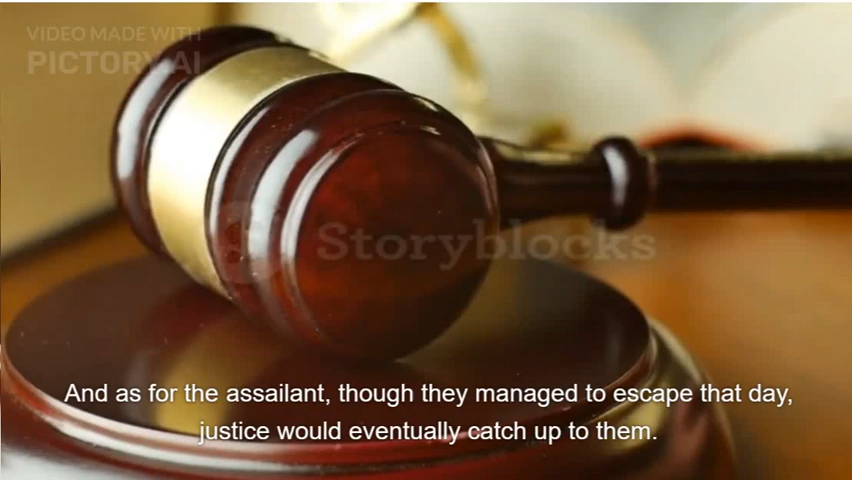 VIDEO MADE WITH
PICTORY.AI
Storyblocks
And as for the assailant, though they managed to escape that day,
justice would eventually catch up to them.